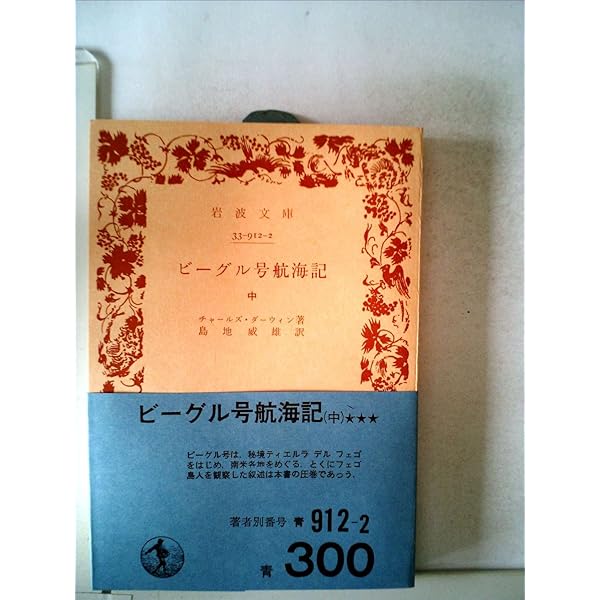 岩波文庫
33-912-2
ビーグル号航海記
中
チャールズ・ダーウィン著
島地威雄訳
ビーグル号航海記(中)★★★
ビーグル号は、秘境ティエルラ デル フェゴ
をはじめ、南米各地をめぐる。とくにフェゴ
島人を観察した叙述は本書の圧巻であろう。
著者別番号 青 912-2
青 300